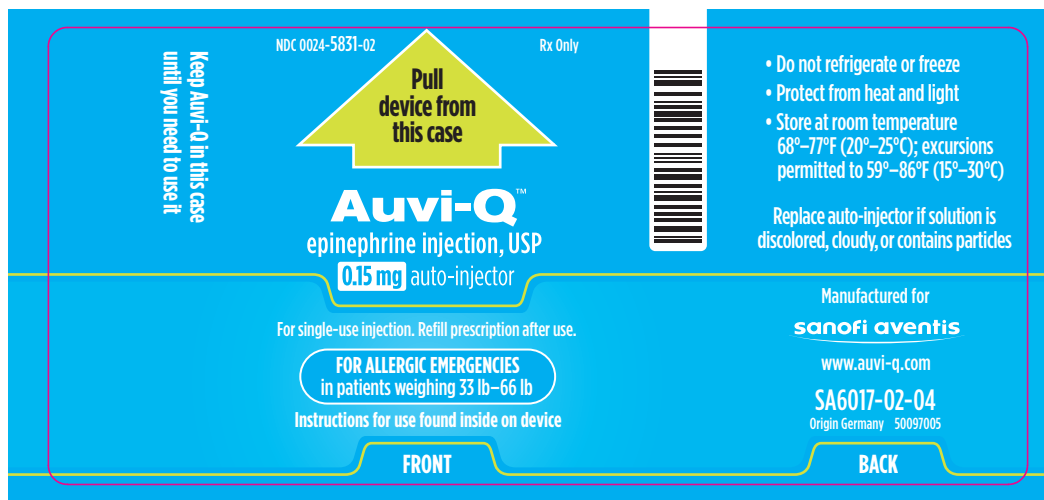 Keep Auvi-Q in this case
until you need to use it
NDC 0024-5831-02
Rx Only
Pull
device from
this case
Auvi-Q™
epinephrine injection, USP
0.15 mg auto-injector
For single-use injection. Refill prescription after use.
FOR ALLERGIC EMERGENCIES
in patients weighing 33 lb–66 lb
Instructions for use found inside on device
FRONT
• Do not refrigerate or freeze
• Protect from heat and light
• Store at room temperature
68°–77°F (20°–25°C); excursions
permitted to 59°–86°F (15°–30°C)
Replace auto-injector if solution is
discolored, cloudy, or contains particles
Manufactured for
sanofi aventis
www.auvi-q.com
SA6017-02-04
Origin Germany 50097005
BACK